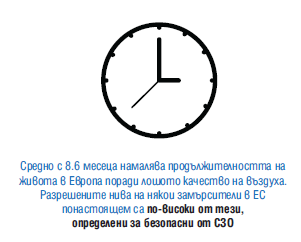 Средно с 8.6 месеца намалява продължителността на
живота в Европа поради лошото качество на въздуха.
Разрешените нива на някои замърсители в ЕС
понастоящем са по-високи от тези,
определени за безопасни от СЗО